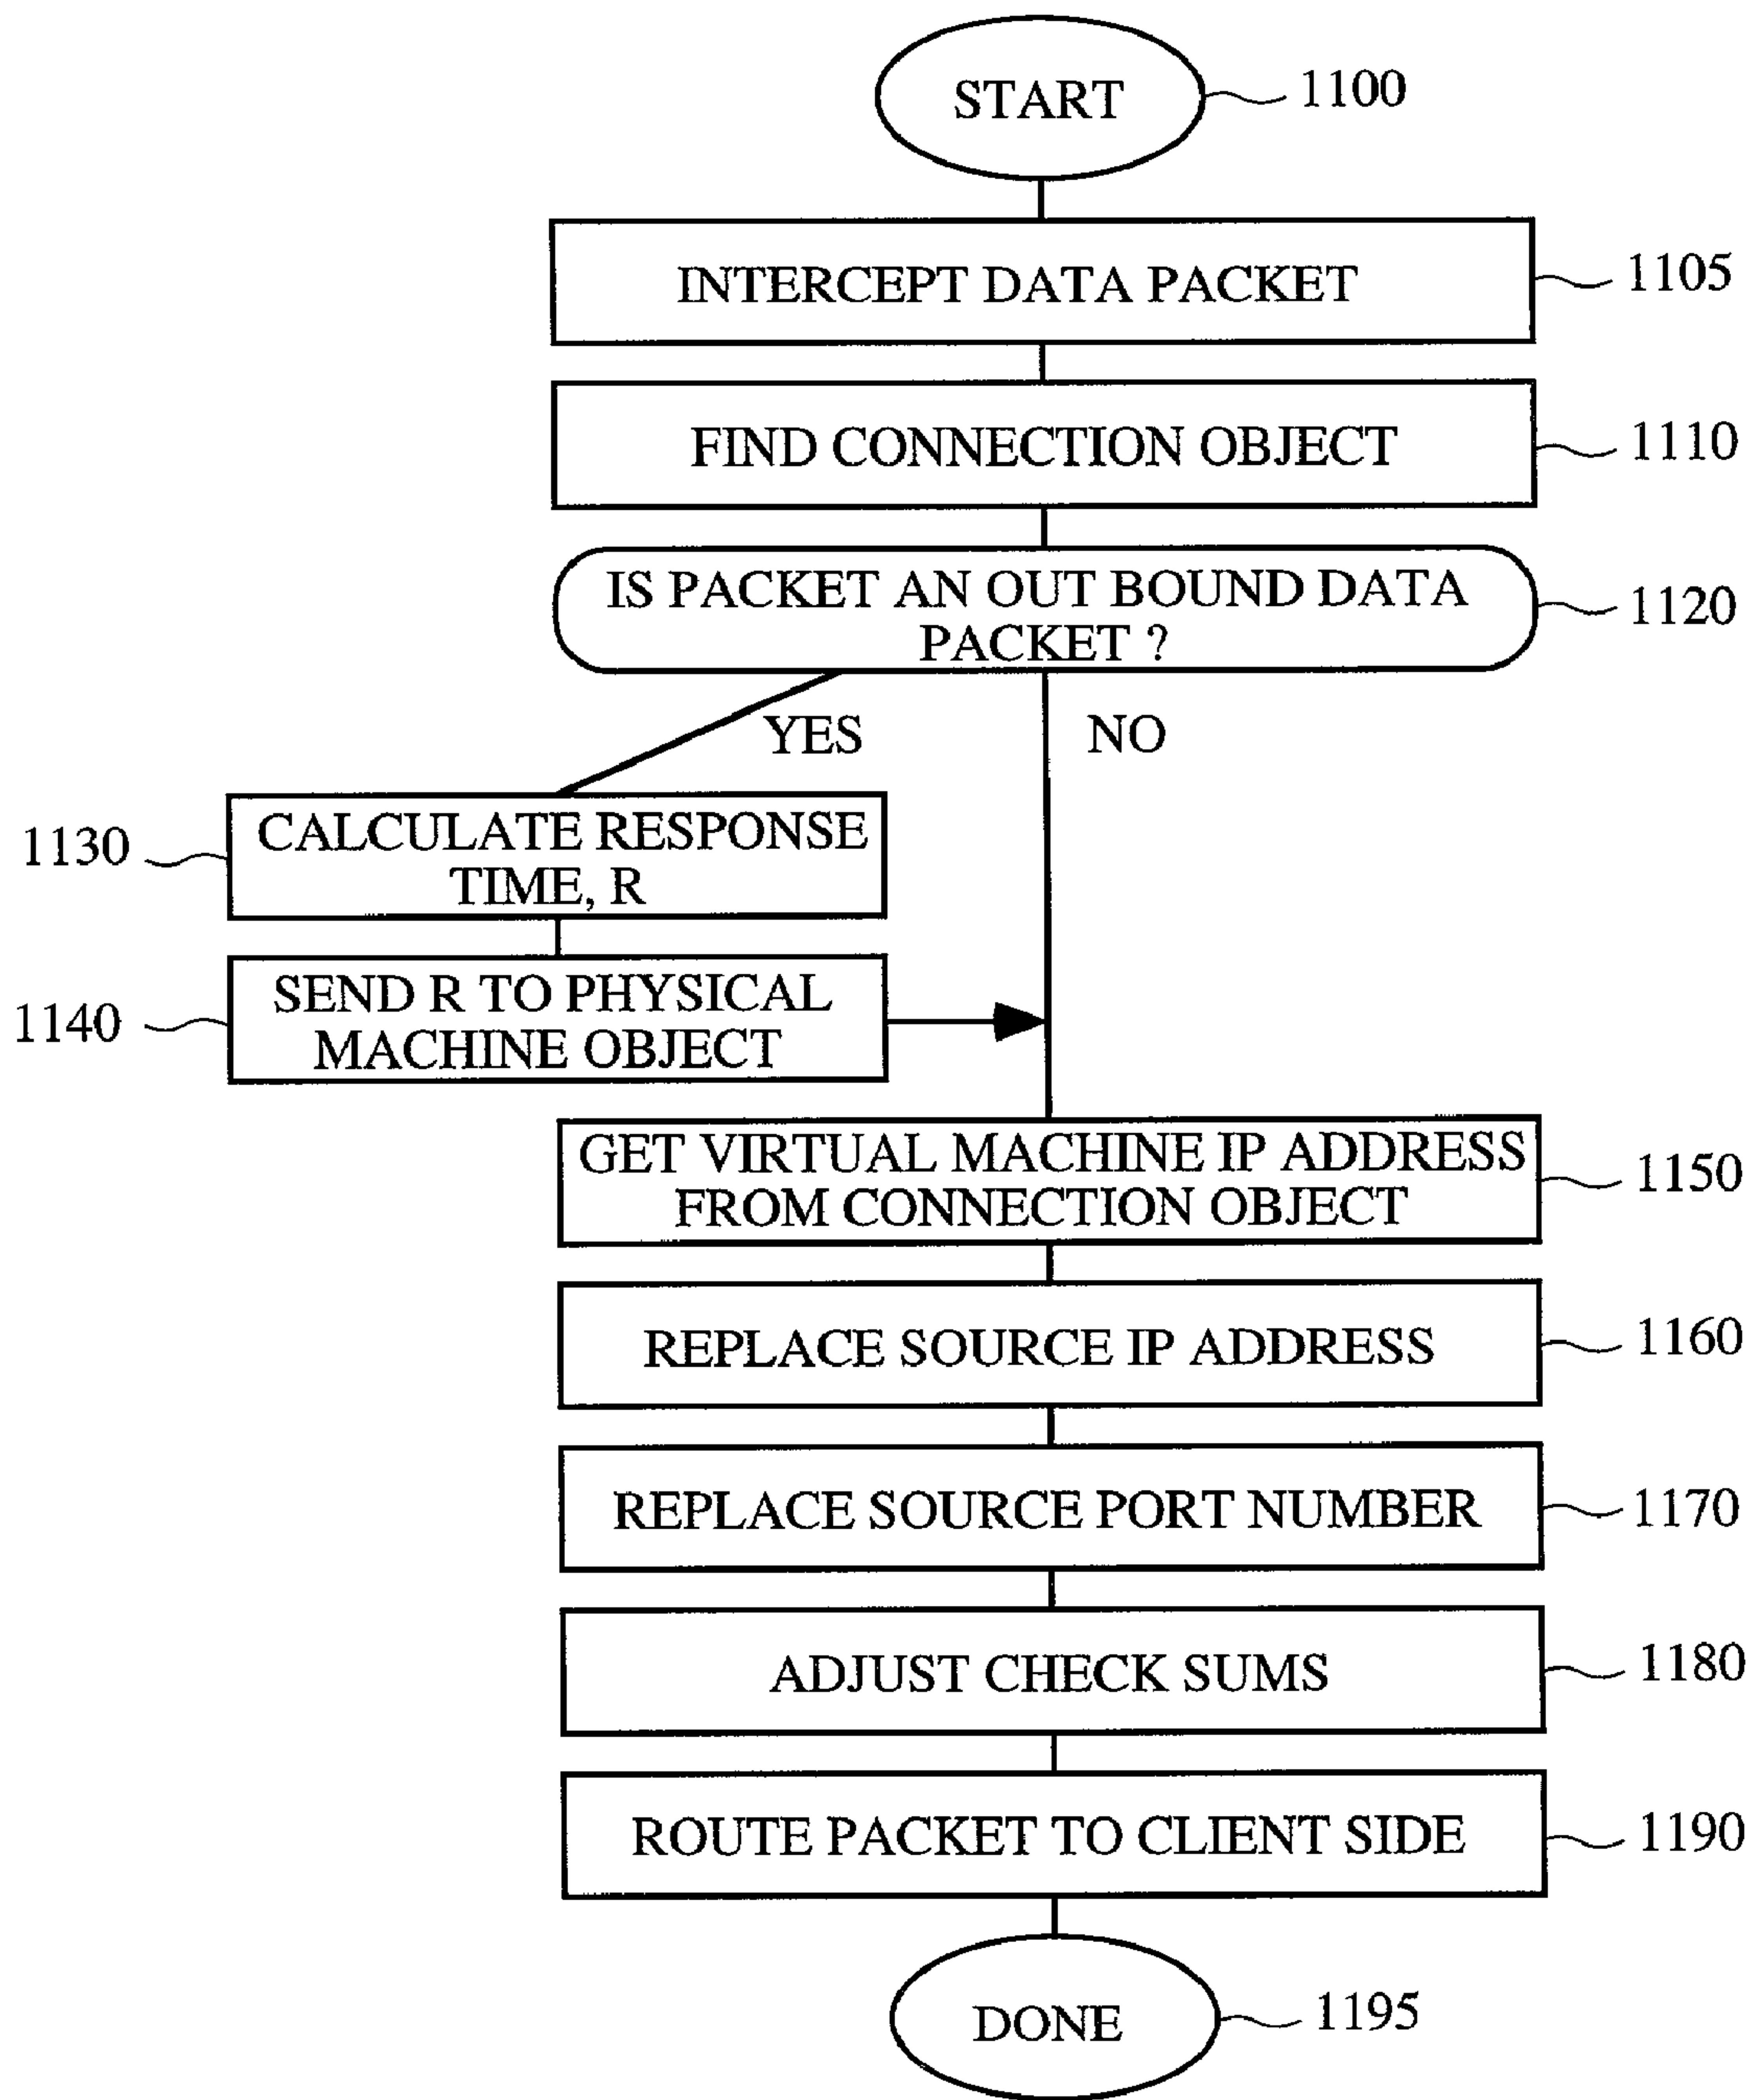 START
1100
INTERCEPT DATA PACKET
1105
FIND CONNECTION OBJECT
1110
IS PACKET AN OUT BOUND DATA
PACKET ?
1120
YES
NO
1130
CALCULATE RESPONSE
TIME, R
1140
SEND R TO PHYSICAL
MACHINE OBJECT
GET VIRTUAL MACHINE IP ADDRESS
FROM CONNECTION OBJECT
1150
REPLACE SOURCE IP ADDRESS
1160
REPLACE SOURCE PORT NUMBER
1170
ADJUST CHECK SUMS
1180
ROUTE PACKET TO CLIENT SIDE
1190
DONE
1195